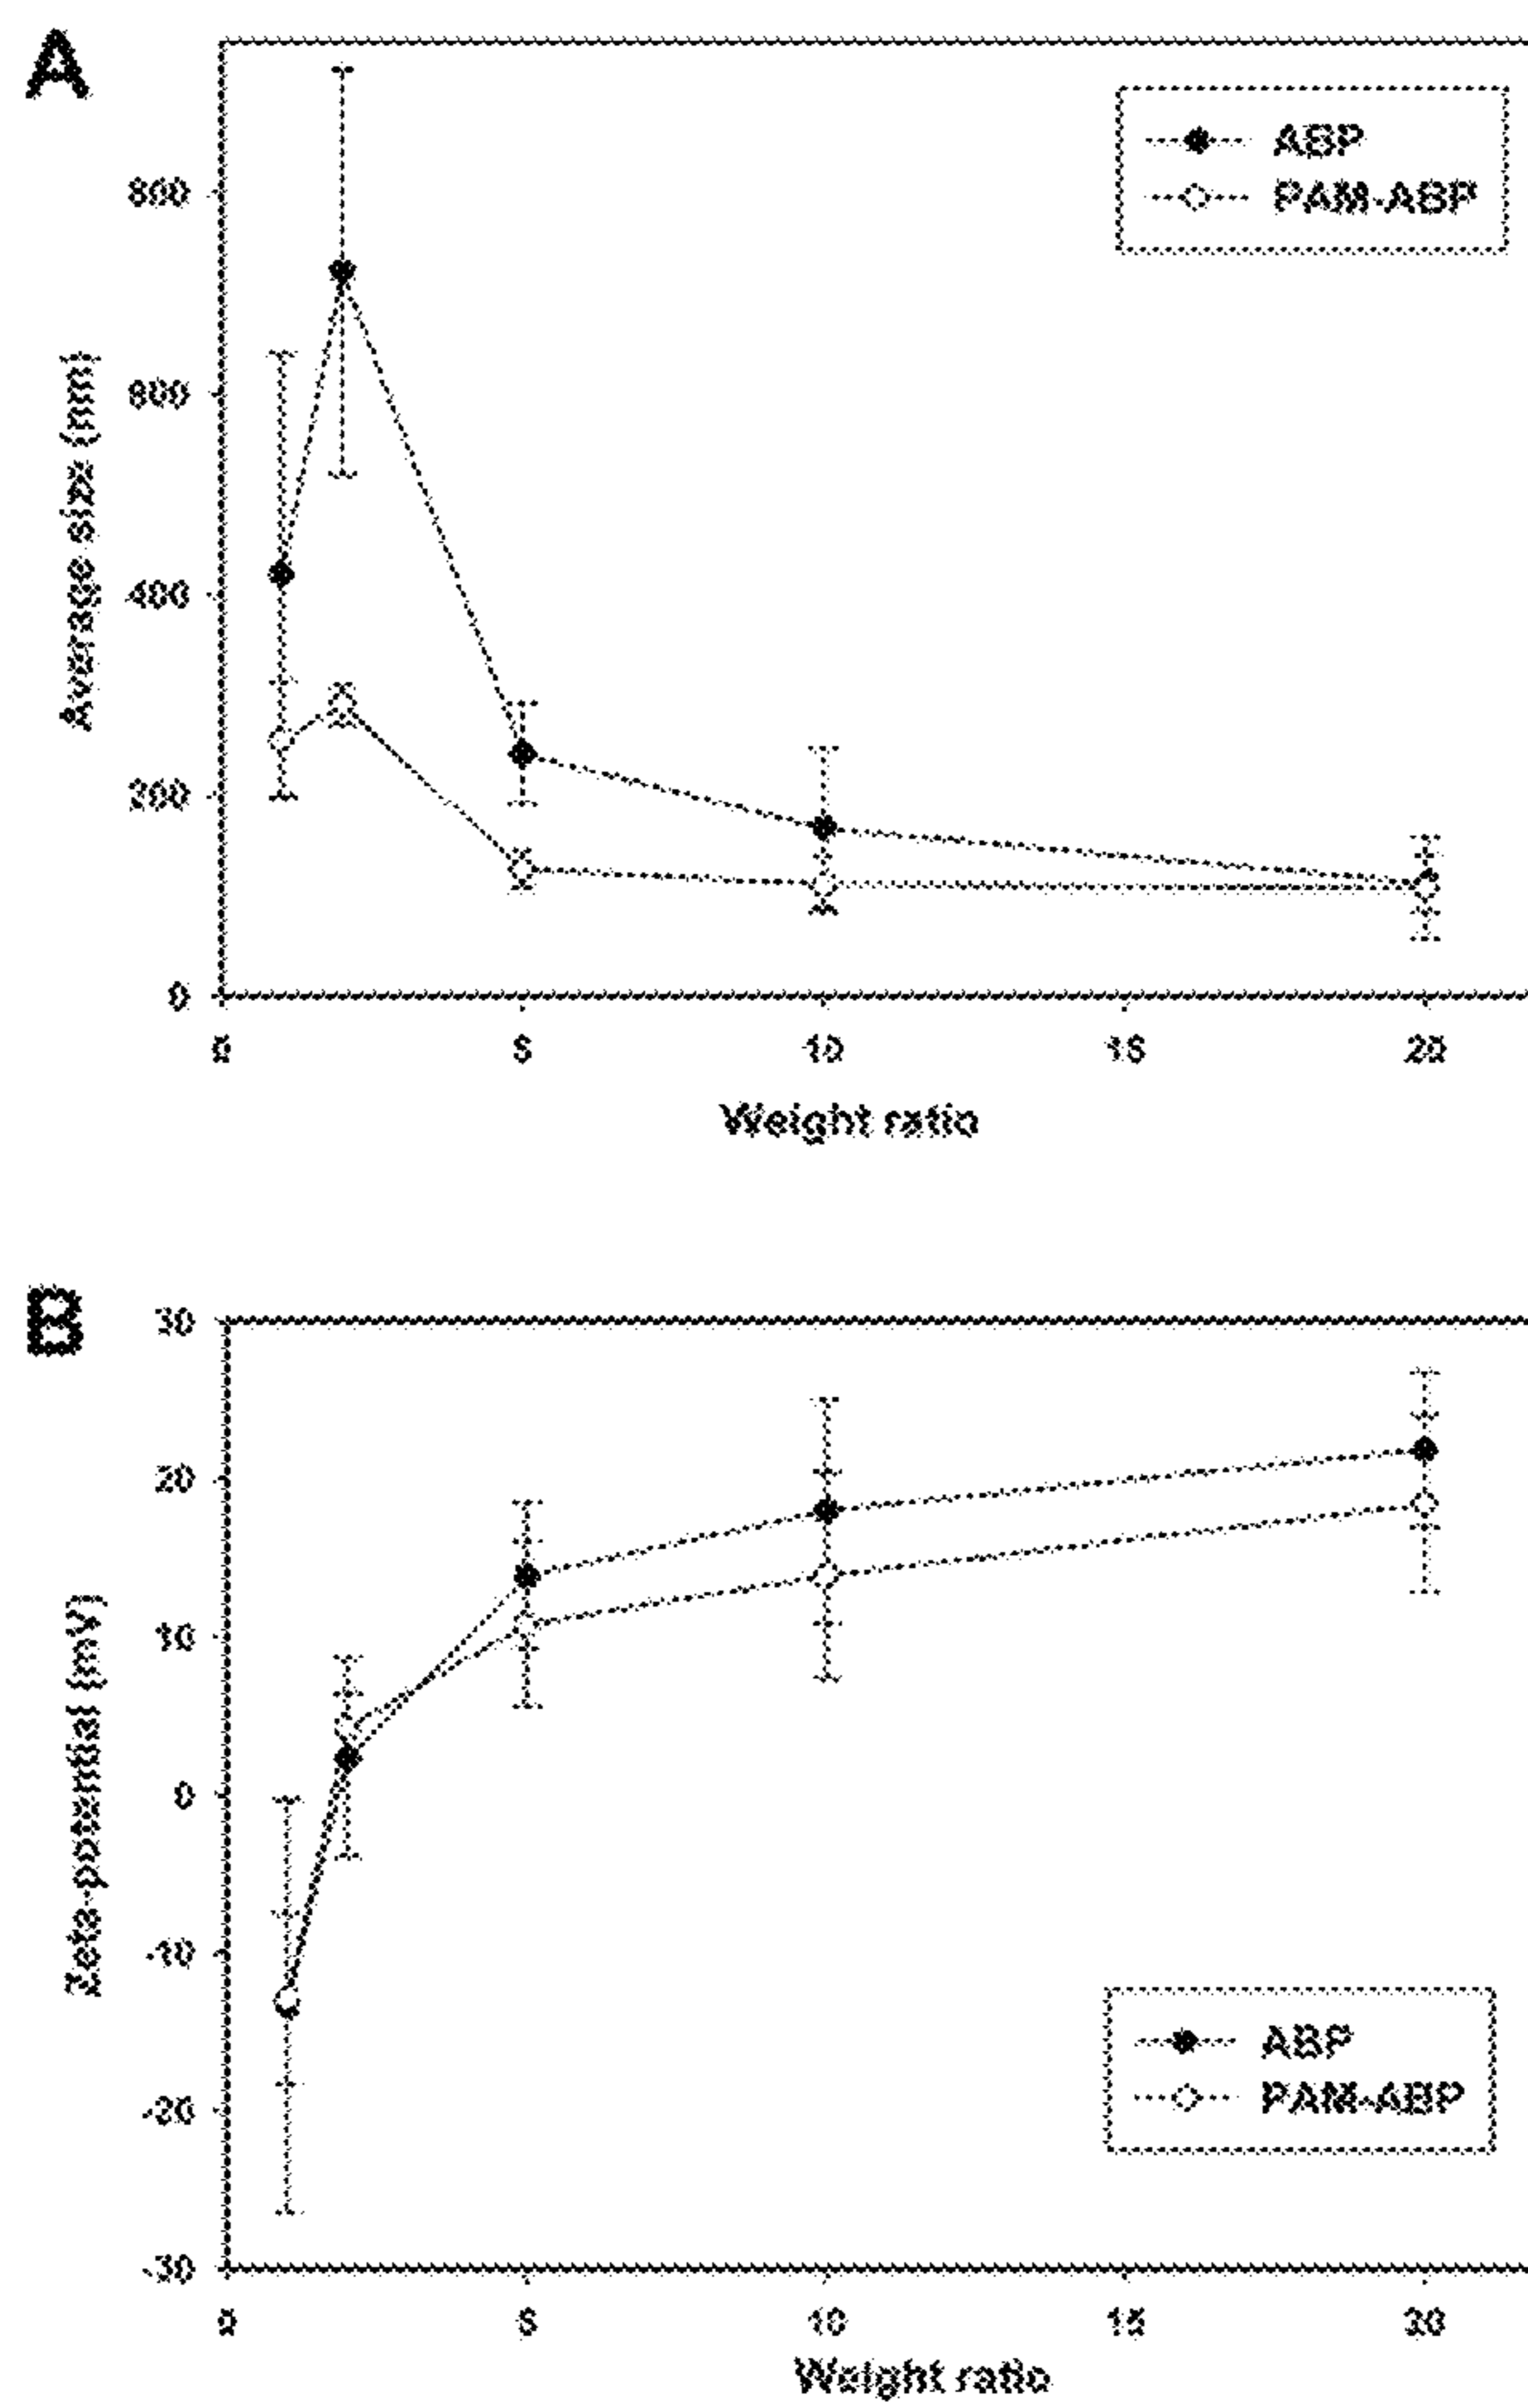 A
ABP
PAM-ABP
800
600
400
200
0
Average size (nm)
0 5 10 15 20
Weight ratio
B
30
20
10
0
-10
-20
-30
Zeta-potential (mV)
ABP
PAM-ABP
0 5 10 15 20
Weight ratio